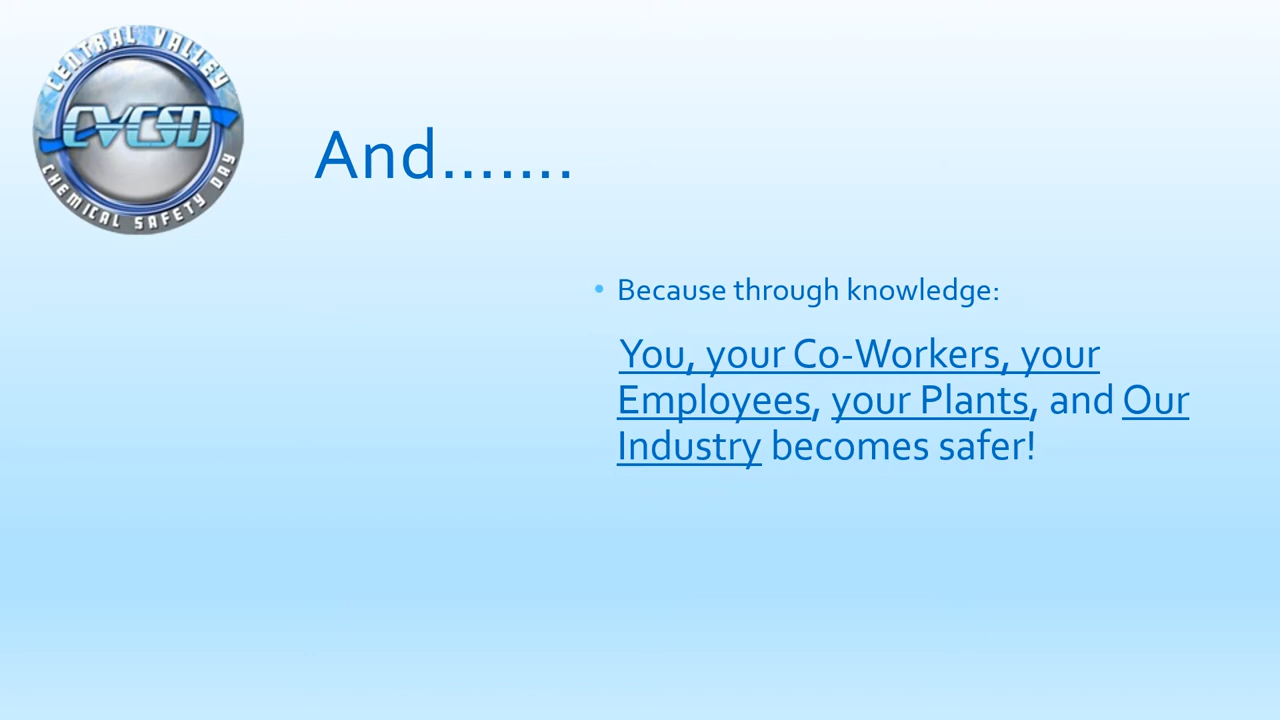 CENTRAL VALLEY
CVCSD
CHEMICAL SAFETY DAY
And.......
• Because through knowledge:
You, your Co-Workers, your
Employees, your Plants, and Our
Industry becomes safer!